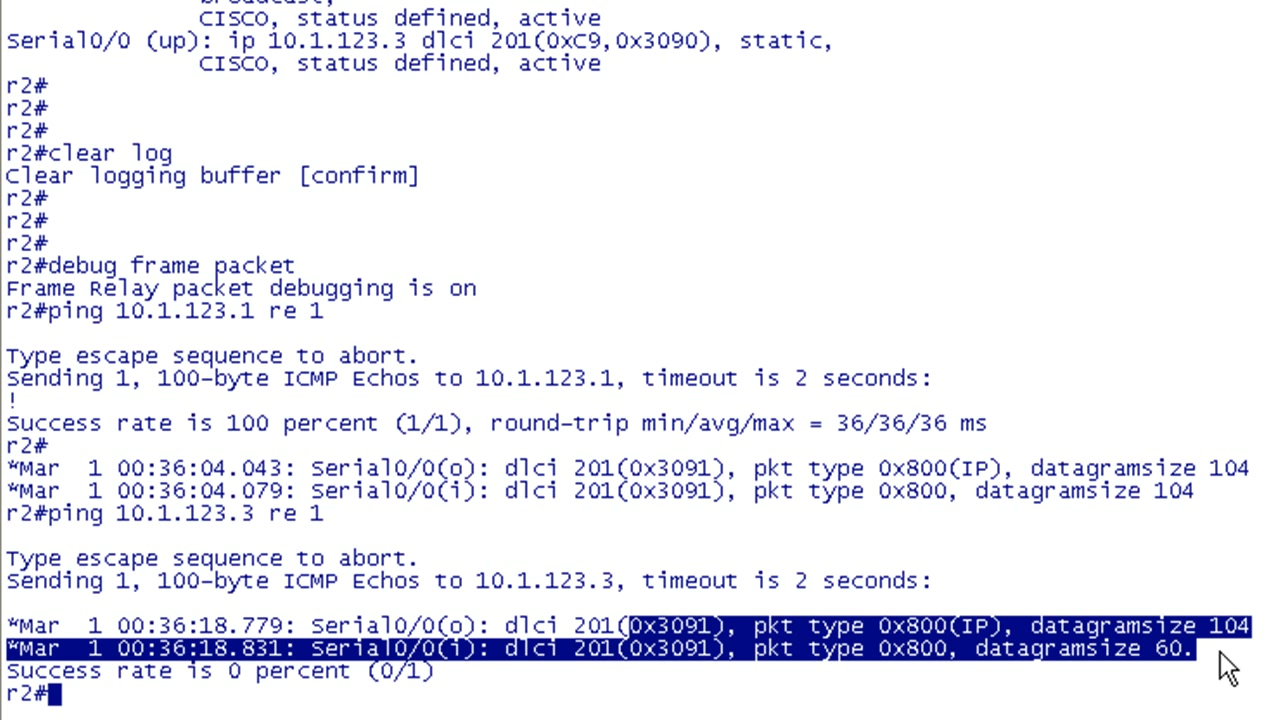 broadcast,
CISCO, status defined, active
Serial0/0 (up): ip 10.1.123.3 dlci 201(0xC9,0x3090), static,
CISCO, status defined, active
r2#
r2#
r2#
r2#clear log
Clear logging buffer [confirm]
r2#
r2#
r2#
r2#debug frame packet
Frame Relay packet debugging is on
r2#ping 10.1.123.1 re 1
Type escape sequence to abort.
Sending 1, 100-byte ICMP Echos to 10.1.123.1, timeout is 2 seconds:
!
Success rate is 100 percent (1/1), round-trip min/avg/max = 36/36/36 ms
r2#
*Mar  1 00:36:04.043: Serial0/0(o): dlci 201(0x3091), pkt type 0x800(IP), datagramsize 104
*Mar  1 00:36:04.079: Serial0/0(i): dlci 201(0x3091), pkt type 0x800, datagramsize 104
r2#ping 10.1.123.3 re 1
Type escape sequence to abort.
Sending 1, 100-byte ICMP Echos to 10.1.123.3, timeout is 2 seconds:
*Mar  1 00:36:18.779: Serial0/0(o): dlci 201(0x3091), pkt type 0x800(IP), datagramsize 104
*Mar  1 00:36:18.831: Serial0/0(i): dlci 201(0x3091), pkt type 0x800, datagramsize 60.
Success rate is 0 percent (0/1)
r2#